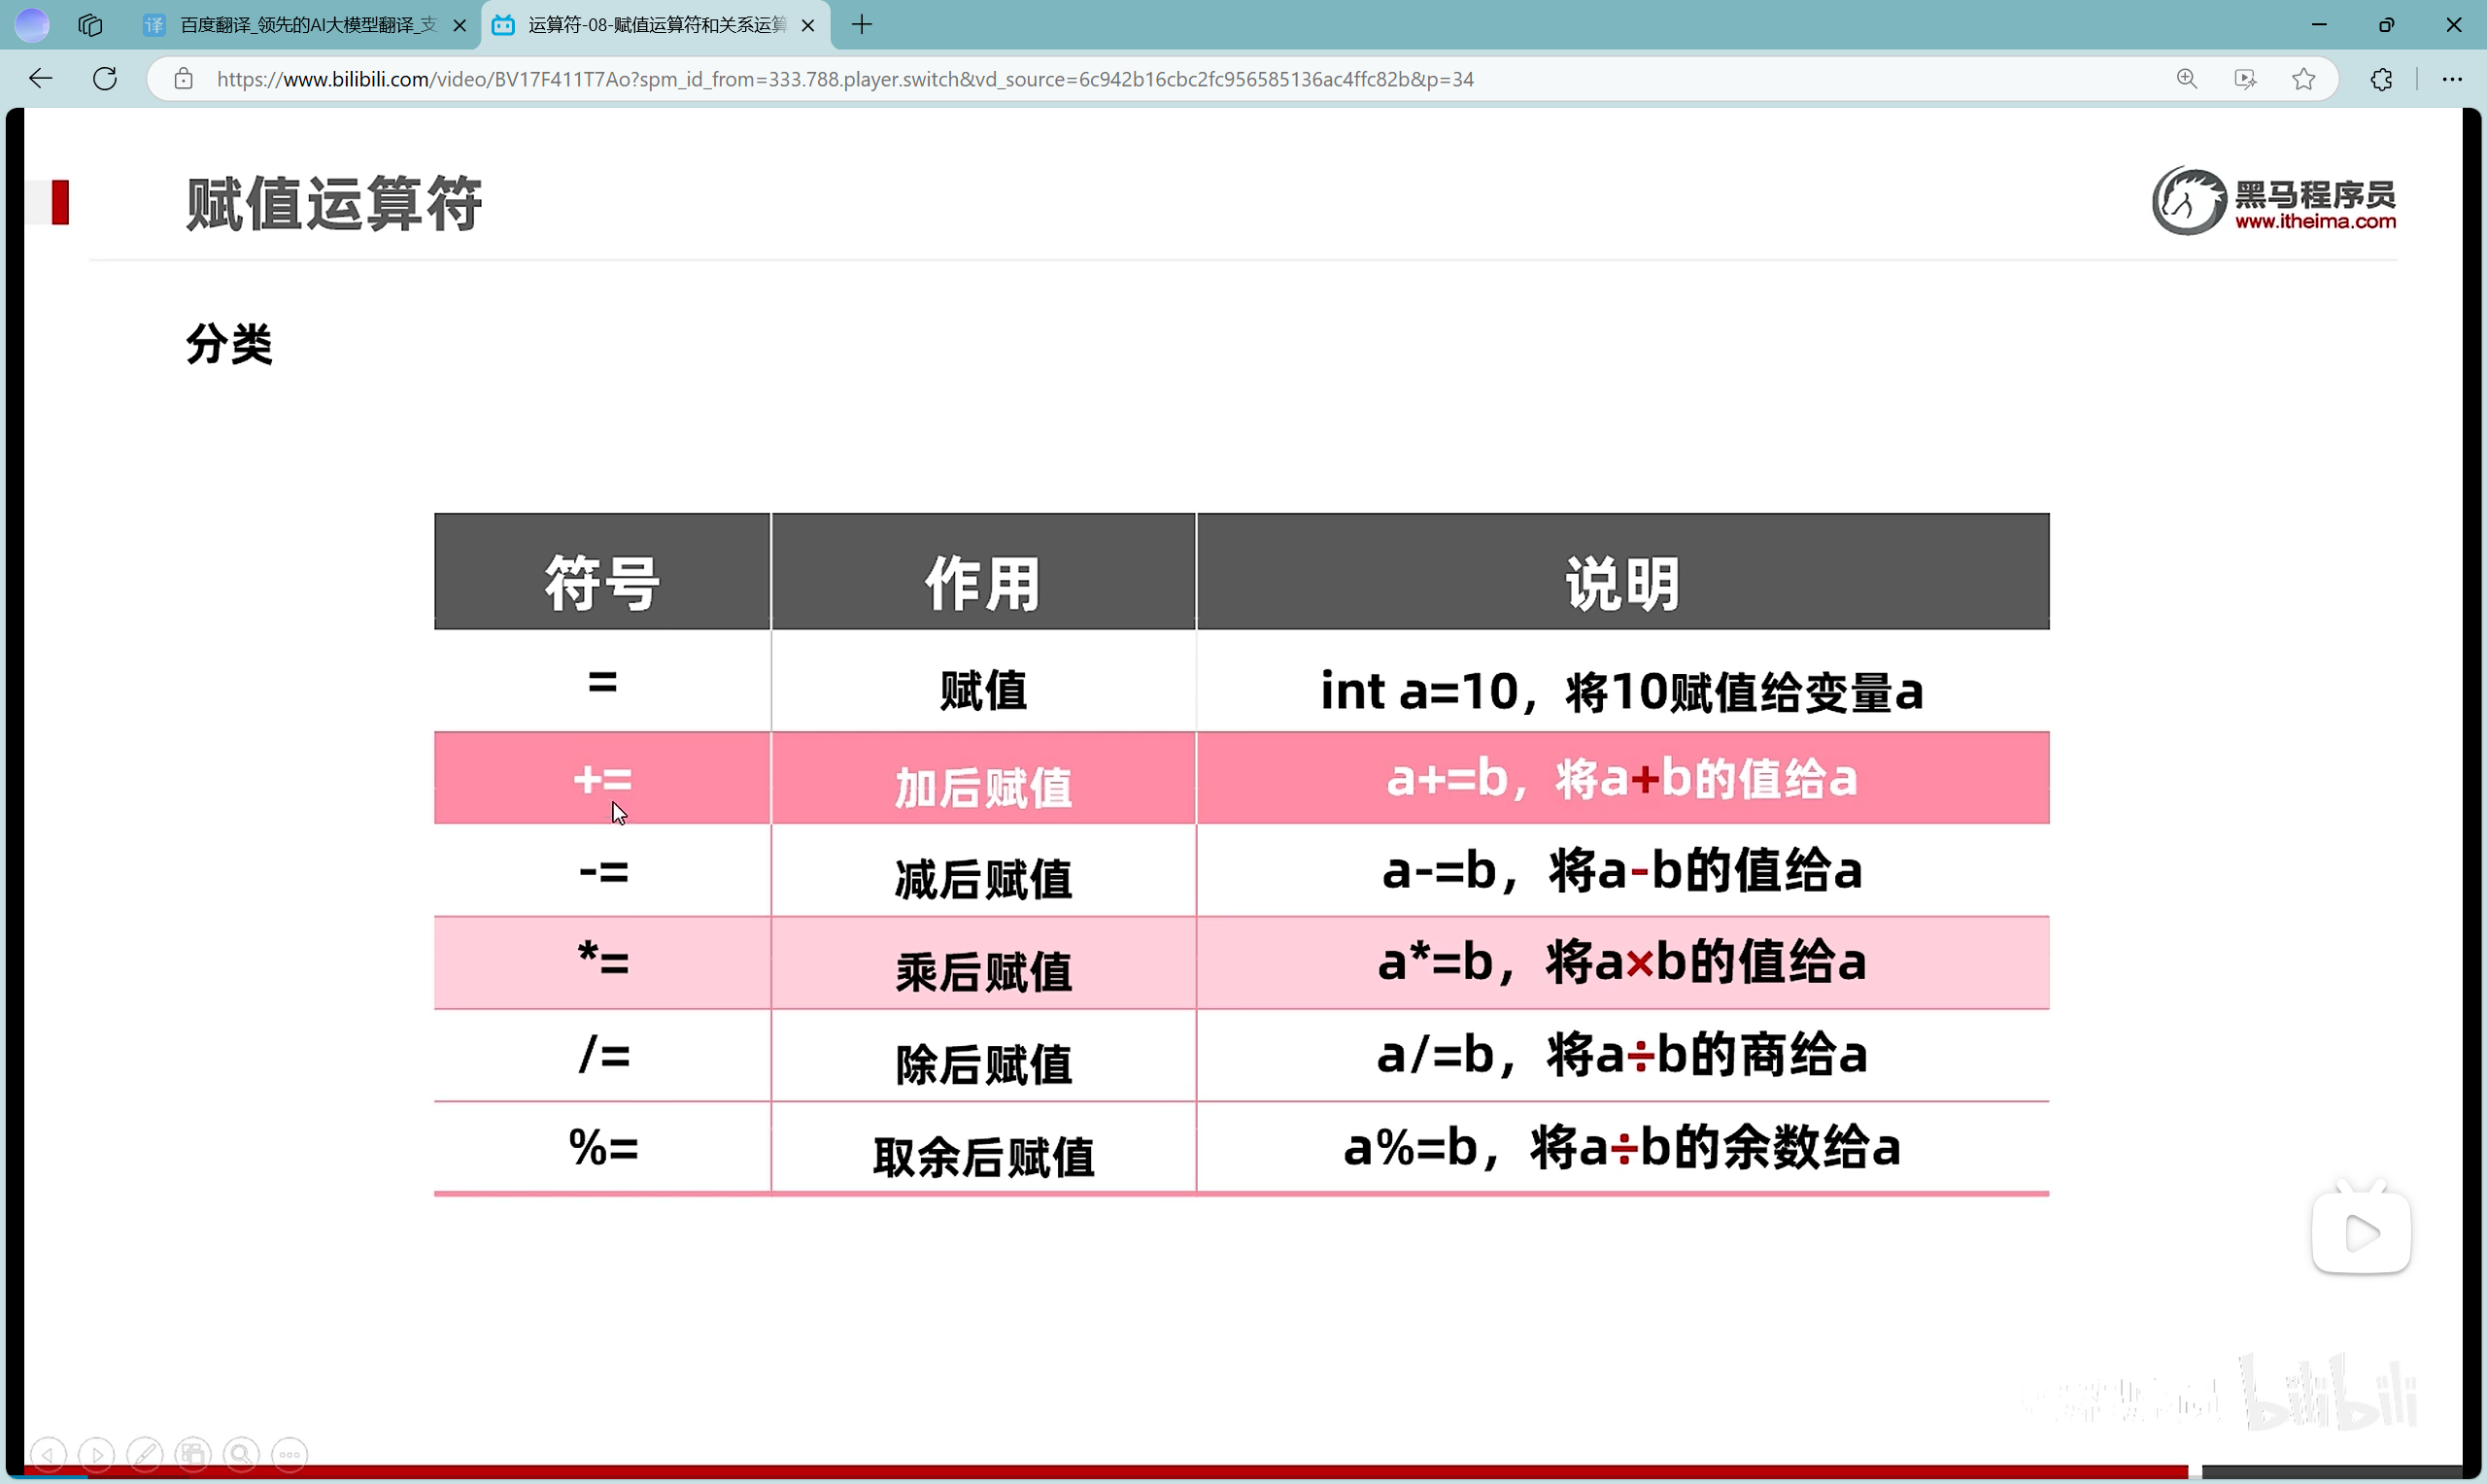 百度翻译_领先的AI大模型翻译_支
运算符-08-赋值运算符和关系运算
https://www.bilibili.com/video/BV17F411T7Ao?spm_id_from=333.788.player.switch&vd_source=6c942b16cbc2fc956585136ac4ffc82b&p=34
赋值运算符
黑马程序员
www.itheima.com
分类
符号 作用 说明
= 赋值 int a=10，将10赋值给变量a
+= 加后赋值 a+=b，将a+b的值给a
-= 减后赋值 a-=b，将a-b的值给a
*= 乘后赋值 a*=b，将a×b的值给a
/= 除后赋值 a/=b，将a÷b的商给a
%= 取余后赋值 a%=b，将a÷b的余数给a
bilibili